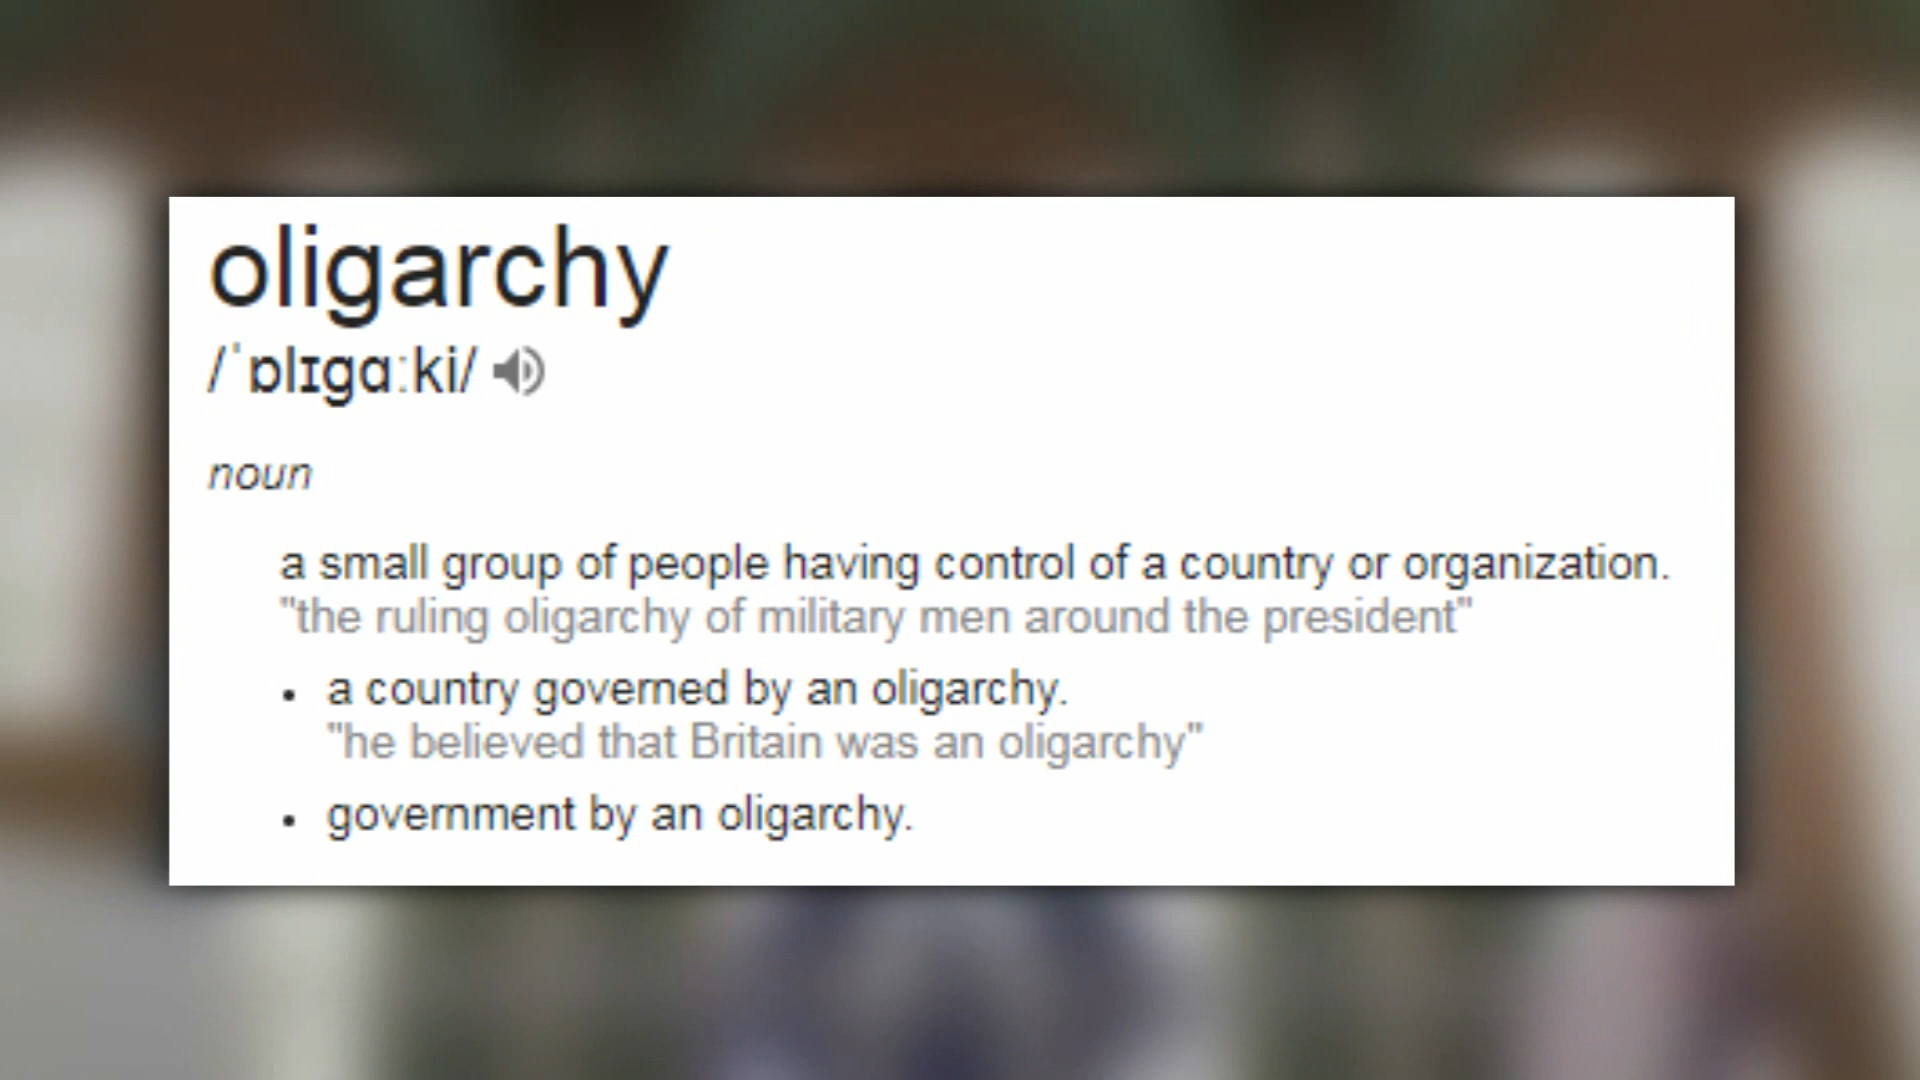 oligarchy
/ˈɒlɪɡɑːki/
noun
a small group of people having control of a country or organization.
"the ruling oligarchy of military men around the president"
• a country governed by an oligarchy.
"he believed that Britain was an oligarchy"
• government by an oligarchy.